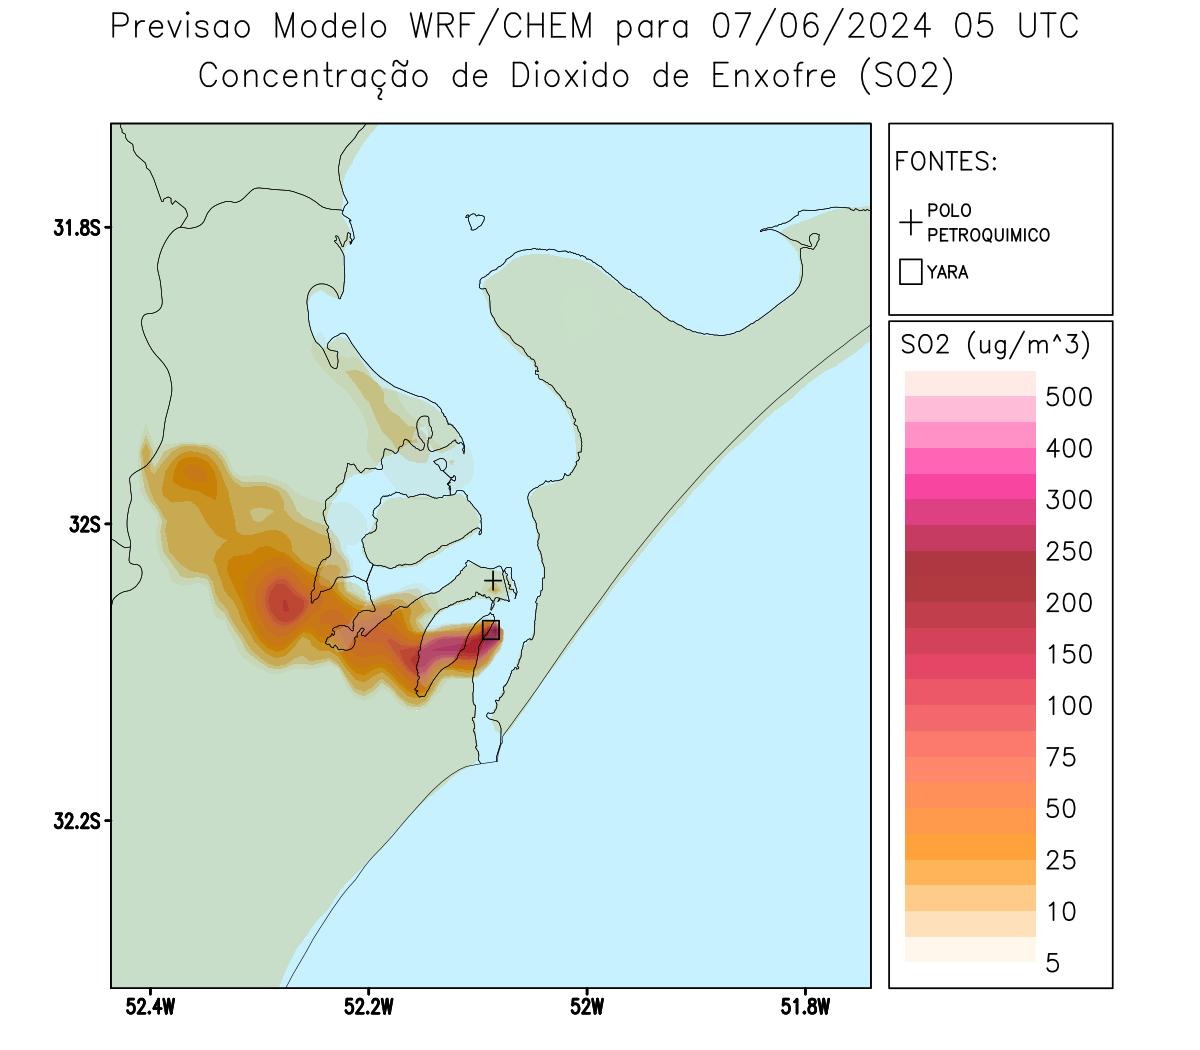 Previsao Modelo WRF/CHEM para 07/06/2024 05 UTC
Concentração de Dioxido de Enxofre (SO2)
FONTES:
POLO
PETROQUIMICO
YARA
SO2 (ug/m^3)
500
400
300
250
200
150
100
75
50
25
10
5
31.8S
32S
32.2S
52.4W
52.2W
52W
51.8W